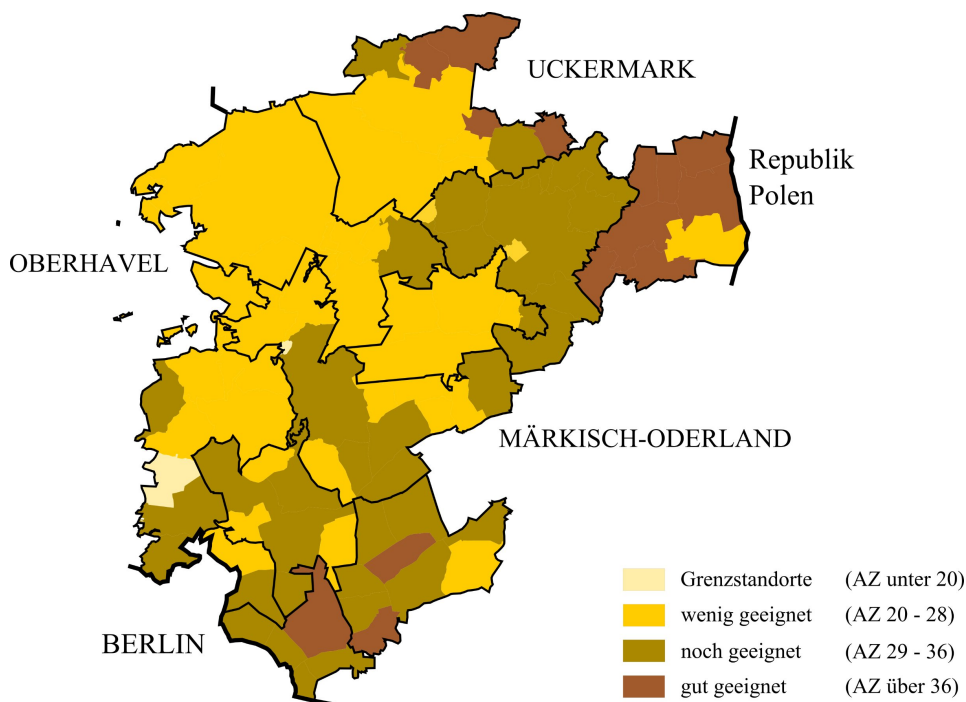 UCKERMARK
Republik
Polen
OBERHAVEL
MÄRKISCH-ODERLAND
BERLIN
Grenzstandorte (AZ unter 20)
wenig geeignet (AZ 20 - 28)
noch geeignet (AZ 29 - 36)
gut geeignet (AZ über 36)